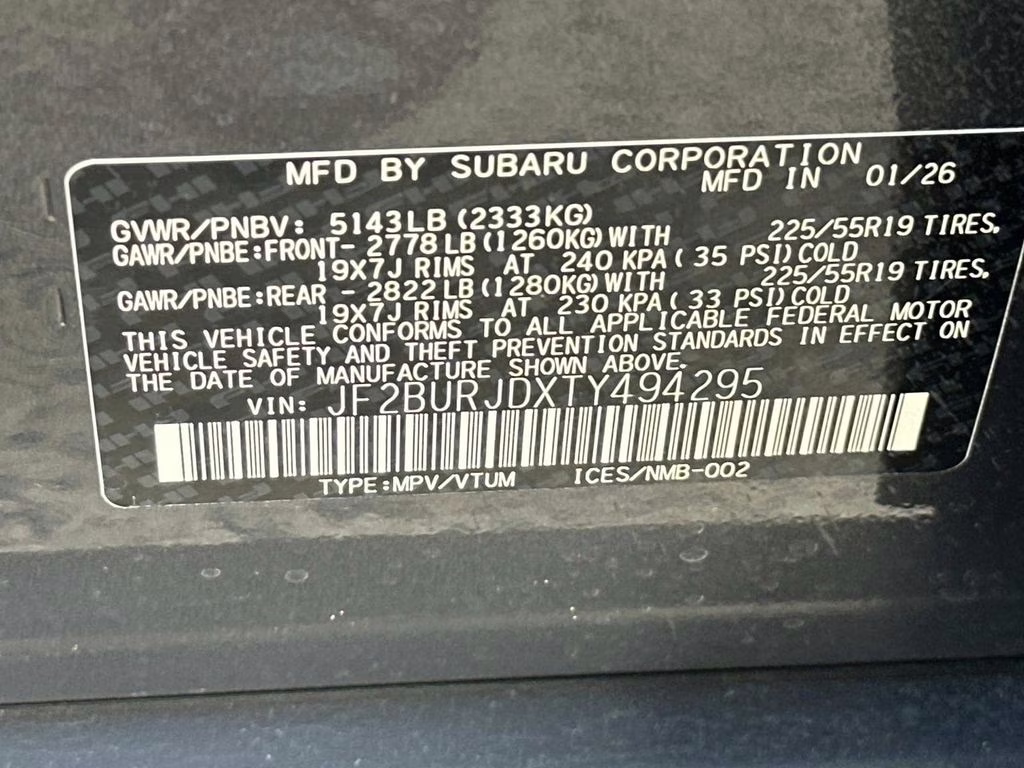 MFD BY SUBARU CORPORATION
MFD IN 01/26
GVWR/PNBV: 5143LB (2333KG)
GAWR/PNBE:FRONT- 2778 LB (1260KG) WITH 225/55R19 TIRES.
19X7J RIMS AT 240 KPA ( 35 PSI) COLD
GAWR/PNBE:REAR - 2822 LB (1280KG) WITH 225/55R19 TIRES.
19X7J RIMS AT 230 KPA ( 33 PSI) COLD
THIS VEHICLE CONFORMS TO ALL APPLICABLE FEDERAL MOTOR
VEHICLE SAFETY AND THEFT PREVENTION STANDARDS IN EFFECT ON
THE DATE OF MANUFACTURE SHOWN ABOVE.
VIN: JF2BURJDXTY494295
TYPE:MPV/VTUM ICES/NMB-002